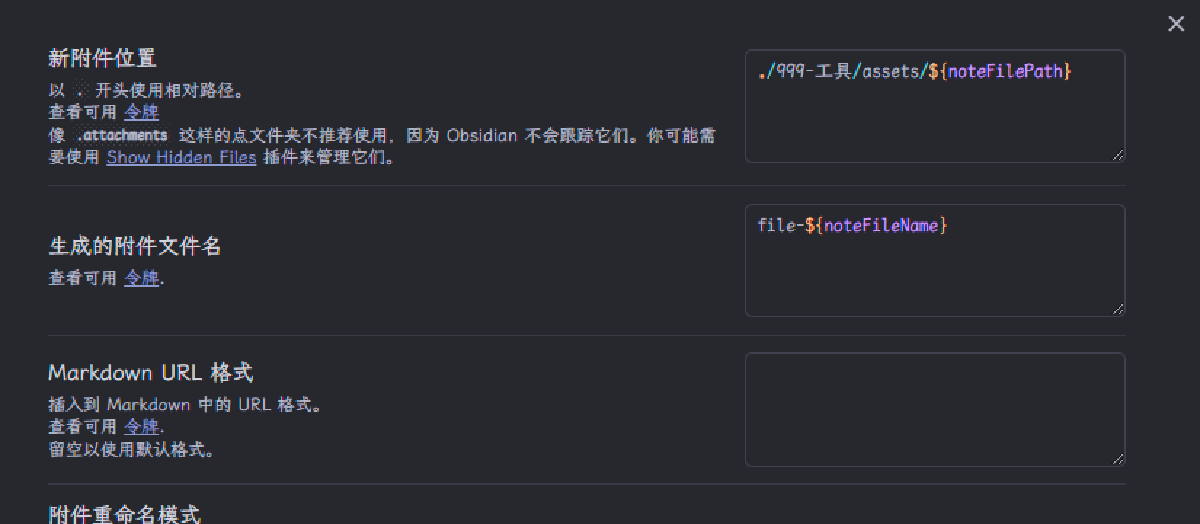 新附件位置
以 . 开头使用相对路径。
查看可用 令牌
像 .attachments 这样的点文件夹不推荐使用，因为 Obsidian 不会跟踪它们。你可能需
要使用 Show Hidden Files 插件来管理它们。
./999-工具/assets/${noteFilePath}
生成的附件文件名
查看可用 令牌.
file-${noteFileName}
Markdown URL 格式
插入到 Markdown 中的 URL 格式。
查看可用 令牌.
留空以使用默认格式。
附件重命名模式